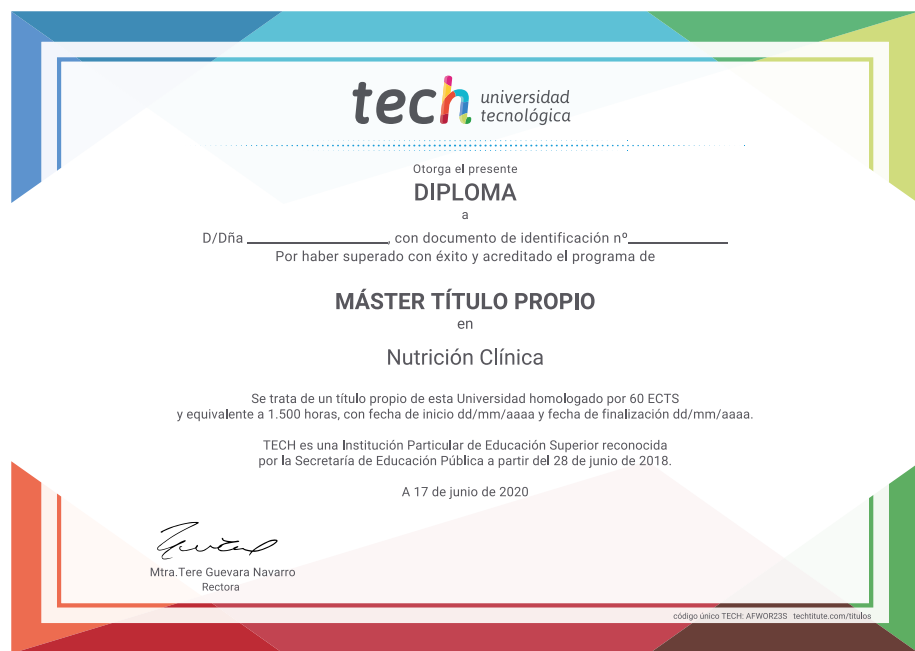 tech universidad
tecnológica
Otorga el presente
DIPLOMA
a
D/Dña ____________________, con documento de identificación nº______________
Por haber superado con éxito y acreditado el programa de
MÁSTER TÍTULO PROPIO
en
Nutrición Clínica
Se trata de un título propio de esta Universidad homologado por 60 ECTS
y equivalente a 1.500 horas, con fecha de inicio dd/mm/aaaa y fecha de finalización dd/mm/aaaa.
TECH es una Institución Particular de Educación Superior reconocida
por la Secretaría de Educación Pública a partir del 28 de junio de 2018.
A 17 de junio de 2020
Mtra.Tere Guevara Navarro
Rectora
código único TECH: AFWOR23S techtitute.com/titulos